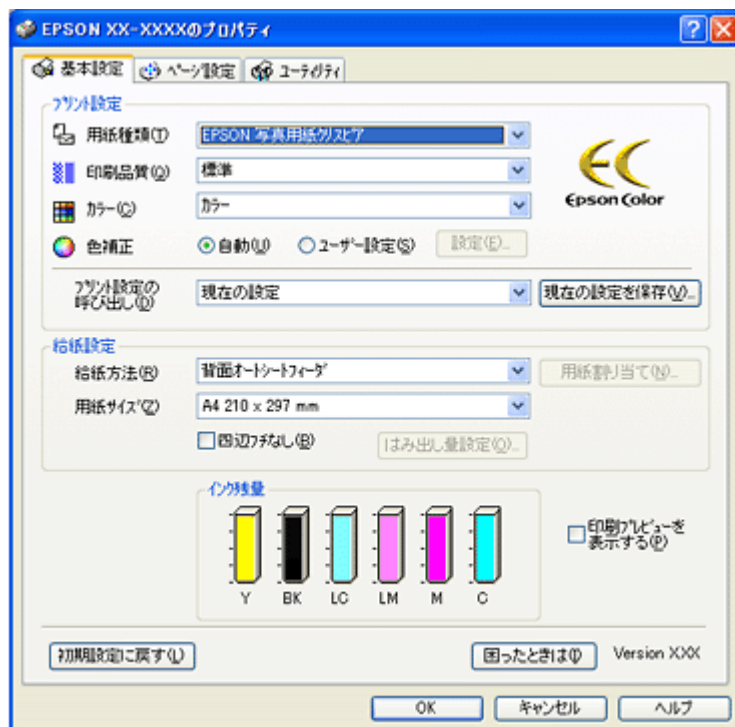 EPSON XX-XXXXのプロパティ
基本設定 ページ設定 ユーティリティ
プリント設定
用紙種類(T) EPSON 写真用紙クリスピア
印刷品質(Q) 標準
カラー(C) カラー
EC
Epson Color
色補正 自動(U) ユーザー設定(S) 設定(E)...
プリント設定の
呼び出し(D) 現在の設定 現在の設定を保存(V)...
給紙設定
給紙方法(R) 背面オートシートフィーダ 用紙割り当て(N)...
用紙サイズ(Z) A4 210 x 297 mm
四辺フチなし(B) はみ出し量設定(O)...
インク残量
Y BK LC LM M C
印刷プレビューを
表示する(P)
初期設定に戻す(L) 困ったときは(I) Version X.XX
OK キャンセル ヘルプ